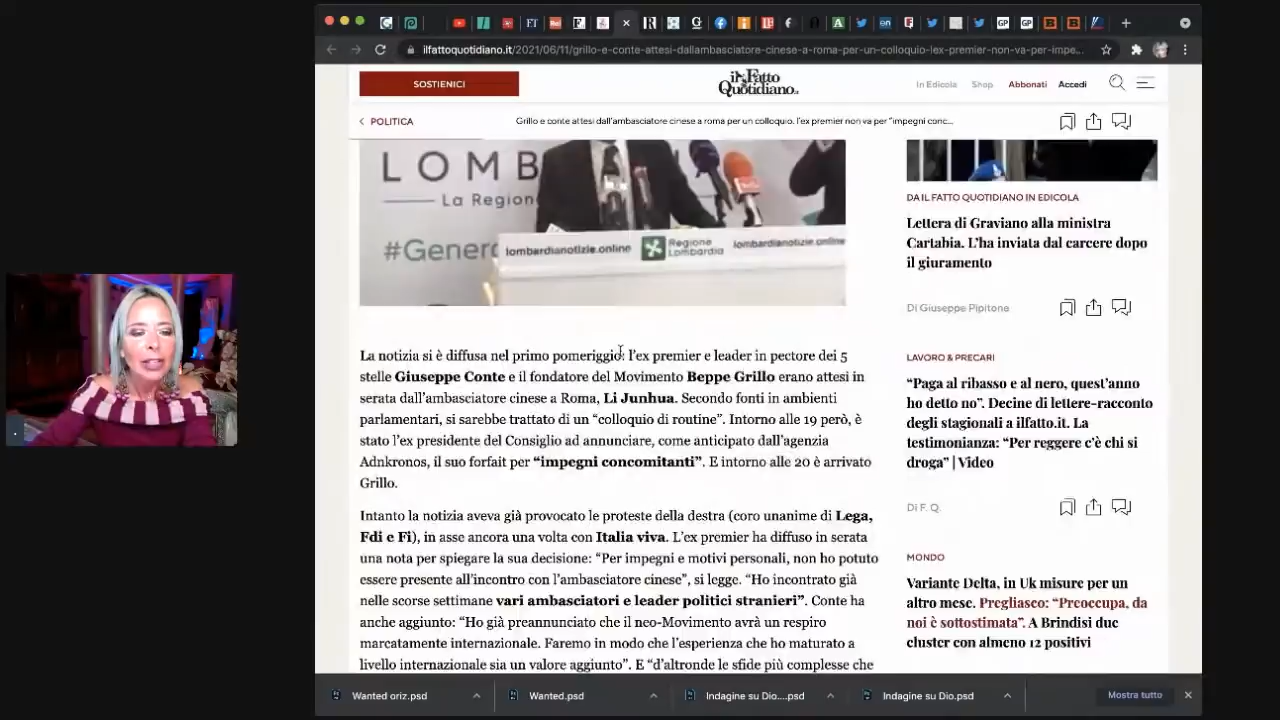 ilfattoquotidiano.it/2021/06/11/grillo-e-conte-attesi-dallambasciatore-cinese-a-roma-per-un-colloquio-lex-premier-non-va-per-impe...
SOSTIENICI
il Fatto Quotidiano.it
In Edicola Shop Abbonati Accedi
POLITICA
Grillo e conte attesi dall'ambasciatore cinese a roma per un colloquio. l'ex premier non va per "impegni conc...
LOMB
La Region
#Genera
lombardianotizie.online
Regione Lombardia
lombardianotizie.online
La notizia si è diffusa nel primo pomeriggio: l'ex premier e leader in pectore dei 5
stelle Giuseppe Conte e il fondatore del Movimento Beppe Grillo erano attesi in
serata dall'ambasciatore cinese a Roma, Li Junhua. Secondo fonti in ambienti
parlamentari, si sarebbe trattato di un “colloquio di routine”. Intorno alle 19 però, è
stato l'ex presidente del Consiglio ad annunciare, come anticipato dall'agenzia
Adnkronos, il suo forfait per “impegni concomitanti”. E intorno alle 20 è arrivato
Grillo.
Intanto la notizia aveva già provocato le proteste della destra (coro unanime di Lega,
Fdi e Fi), in asse ancora una volta con Italia viva. L'ex premier ha diffuso in serata
una nota per spiegare la sua decisione: “Per impegni e motivi personali, non ho potuto
essere presente all'incontro con l'ambasciatore cinese”, si legge. “Ho incontrato già
nelle scorse settimane vari ambasciatori e leader politici stranieri”. Conte ha
anche aggiunto: “Ho già preannunciato che il neo-Movimento avrà un respiro
marcatamente internazionale. Faremo in modo che l'esperienza che ho maturato a
livello internazionale sia un valore aggiunto”. E “d'altronde le sfide più complesse che
DA IL FATTO QUOTIDIANO IN EDICOLA
Lettera di Graviano alla ministra
Cartabia. L'ha inviata dal carcere dopo
il giuramento
Di Giuseppe Pipitone
LAVORO & PRECARI
“Paga al ribasso e al nero, quest'anno
ho detto no”. Decine di lettere-racconto
degli stagionali a ilfatto.it. La
testimonianza: “Per reggere c'è chi si
droga” | Video
Di F. Q.
MONDO
Variante Delta, in Uk misure per un
altro mese. Pregliasco: “Preoccupa, da
noi è sottostimata”. A Brindisi due
cluster con almeno 12 positivi
Wanted oriz.psd
Wanted.psd
Indagine su Dio....psd
Indagine su Dio.psd
Mostra tutto